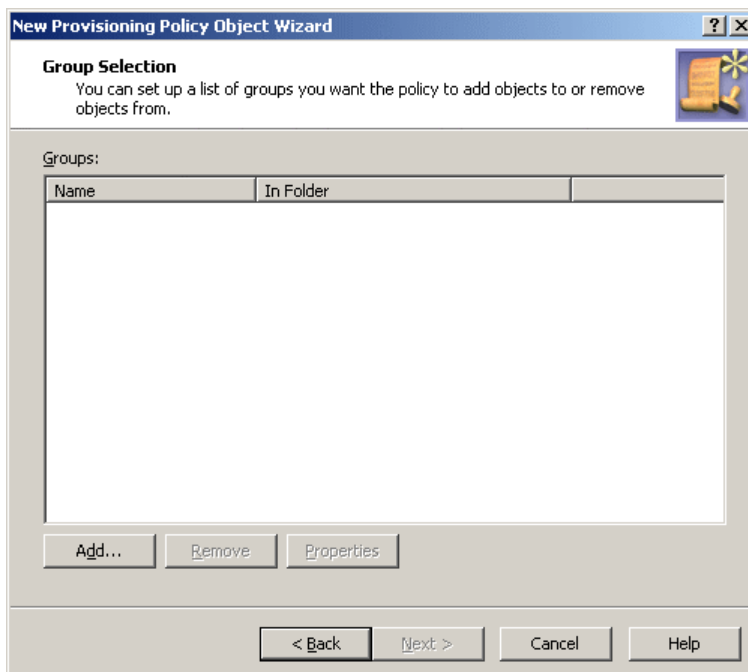 New Provisioning Policy Object Wizard
Group Selection
You can set up a list of groups you want the policy to add objects to or remove
objects from.
Groups:
Name In Folder
Add... Remove Properties
< Back Next > Cancel Help